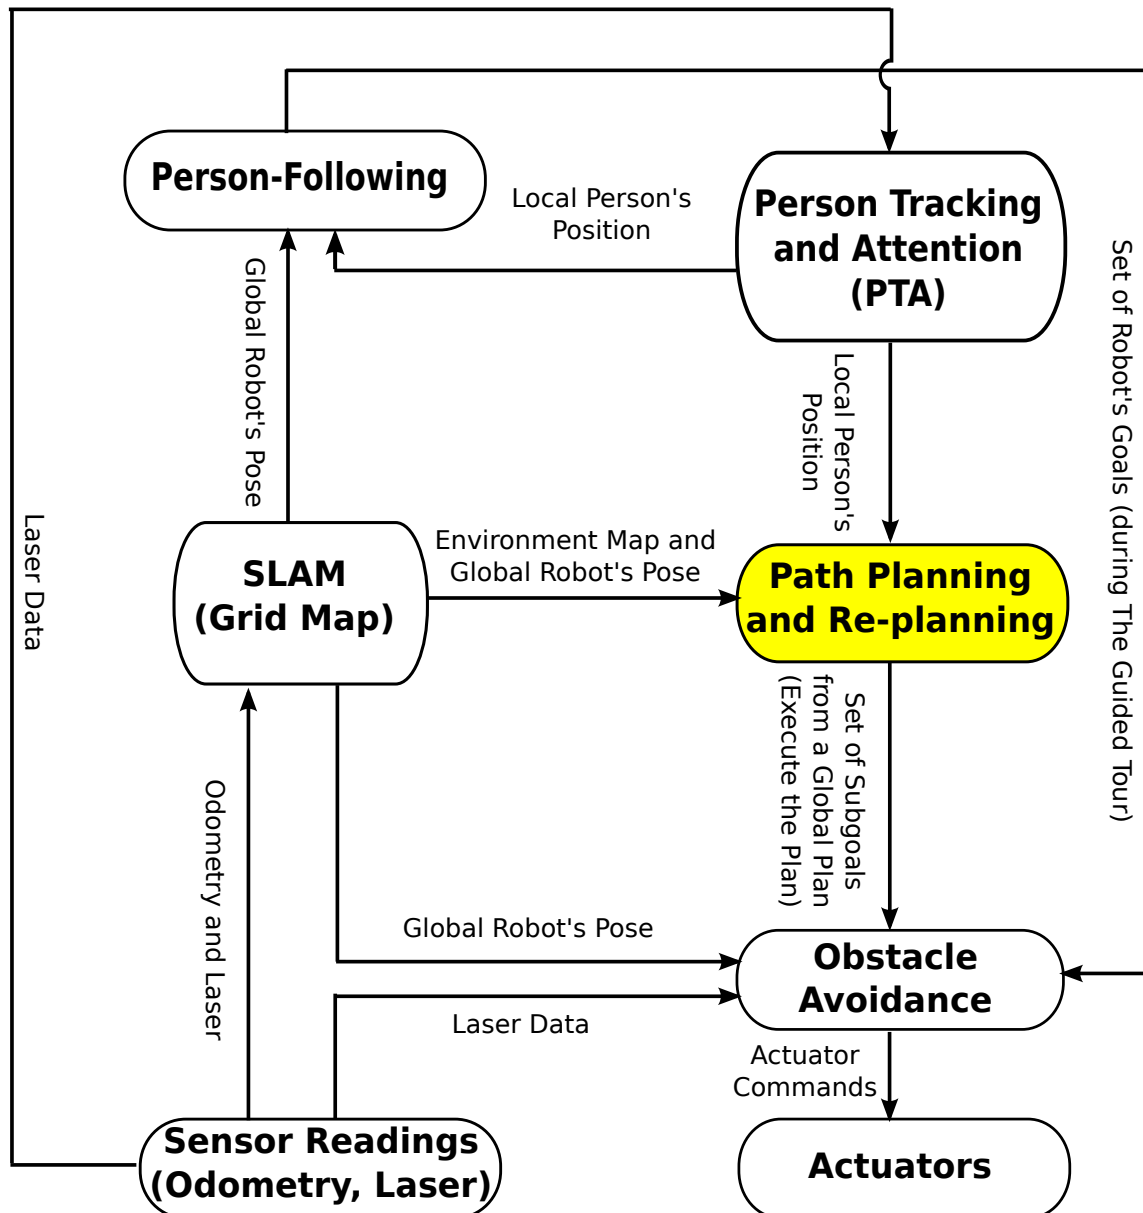 Person-Following
Local Person's
Position
Person Tracking
and Attention
(PTA)
Global Robot's Pose
Local Person's
Position
Set of Robot's Goals (during The Guided Tour)
Laser Data
SLAM
(Grid Map)
Environment Map and
Global Robot's Pose
Path Planning
and Re-planning
Set of Subgoals
from a Global Plan
(Execute the Plan)
Odometry and Laser
Global Robot's Pose
Obstacle
Avoidance
Laser Data
Actuator
Commands
Sensor Readings
(Odometry, Laser)
Actuators